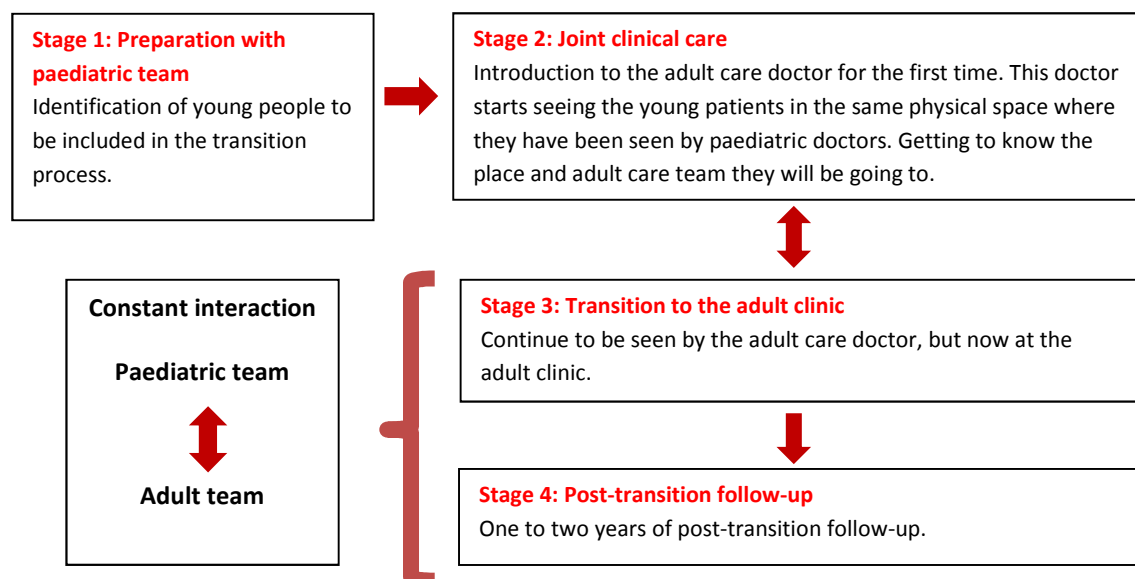 Stage 1: Preparation with
paediatric team
Identification of young people to
be included in the transition
process.
Stage 2: Joint clinical care
Introduction to the adult care doctor for the first time. This doctor
starts seeing the young patients in the same physical space where
they have been seen by paediatric doctors. Getting to know the
place and adult care team they will be going to.
Constant interaction
Paediatric team
Adult team
Stage 3: Transition to the adult clinic
Continue to be seen by the adult care doctor, but now at the
adult clinic.
Stage 4: Post-transition follow-up
One to two years of post-transition follow-up.